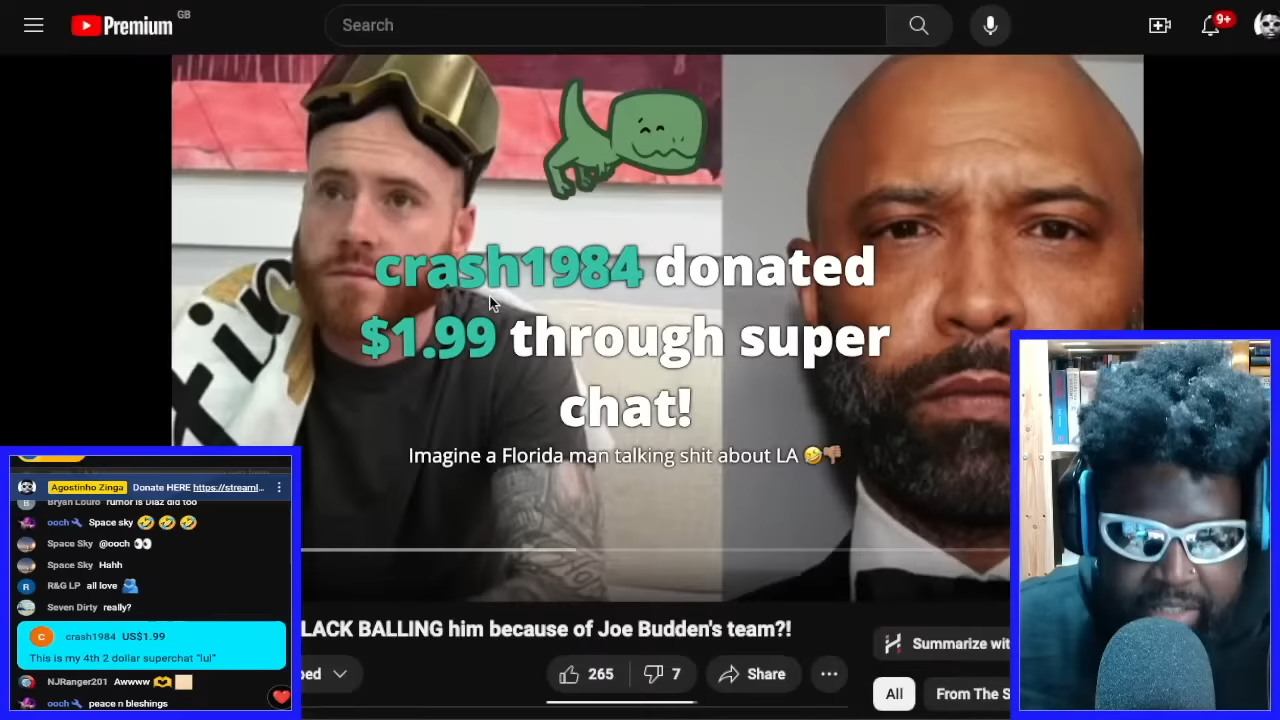 Premium GB
Search
9+
crash1984 donated
$1.99 through super
chat!
Imagine a Florida man talking shit about LA 🤣👎🏽
Agostinho Zinga Donate HERE https://streaml...
B Bryan Louro rumor is Diaz did too
ooch Space sky 🤣 🤣 🤣
Space Sky @ooch 👀
Space Sky Hahh
R R&G LP all love 🫂
Seven Dirty really?
C crash1984 US$1.99
This is my 4th 2 dollar superchat "lul"
NJRanger201 Awwww 🫶
ooch peace n bleshings
LACK BALLING him because of Joe Budden's team?!
bed 265 7 Share ...
Summarize wit
All From The S